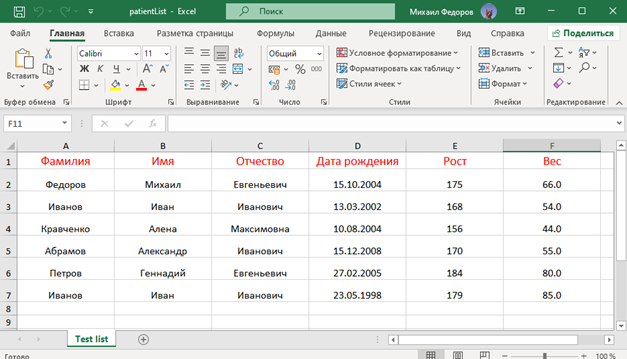 patientList - Excel
Поиск
Михаил Федоров
Файл Главная Вставка Разметка страницы Формулы Данные Рецензирование Вид Справка Поделиться
Вставить
Calibri 11
Ж К Ч
Общий
% 000
Условное форматирование
Форматировать как таблицу
Стили ячеек
Вставить
Удалить
Формат
Буфер обмена Шрифт Выравнивание Число Стили Ячейки Редактирование
F11 fx
A B C D E F
1 Фамилия Имя Отчество Дата рождения Рост Вес
2 Федоров Михаил Евгеньевич 15.10.2004 175 66.0
3 Иванов Иван Иванович 13.03.2002 168 54.0
4 Кравченко Алена Максимовна 10.08.2004 156 44.0
5 Абрамов Александр Иванович 15.12.2008 170 55.0
6 Петров Геннадий Евгеньевич 27.02.2005 184 80.0
7 Иванов Иван Иванович 23.05.1998 179 85.0
8
9
Test list
Готово 100 %